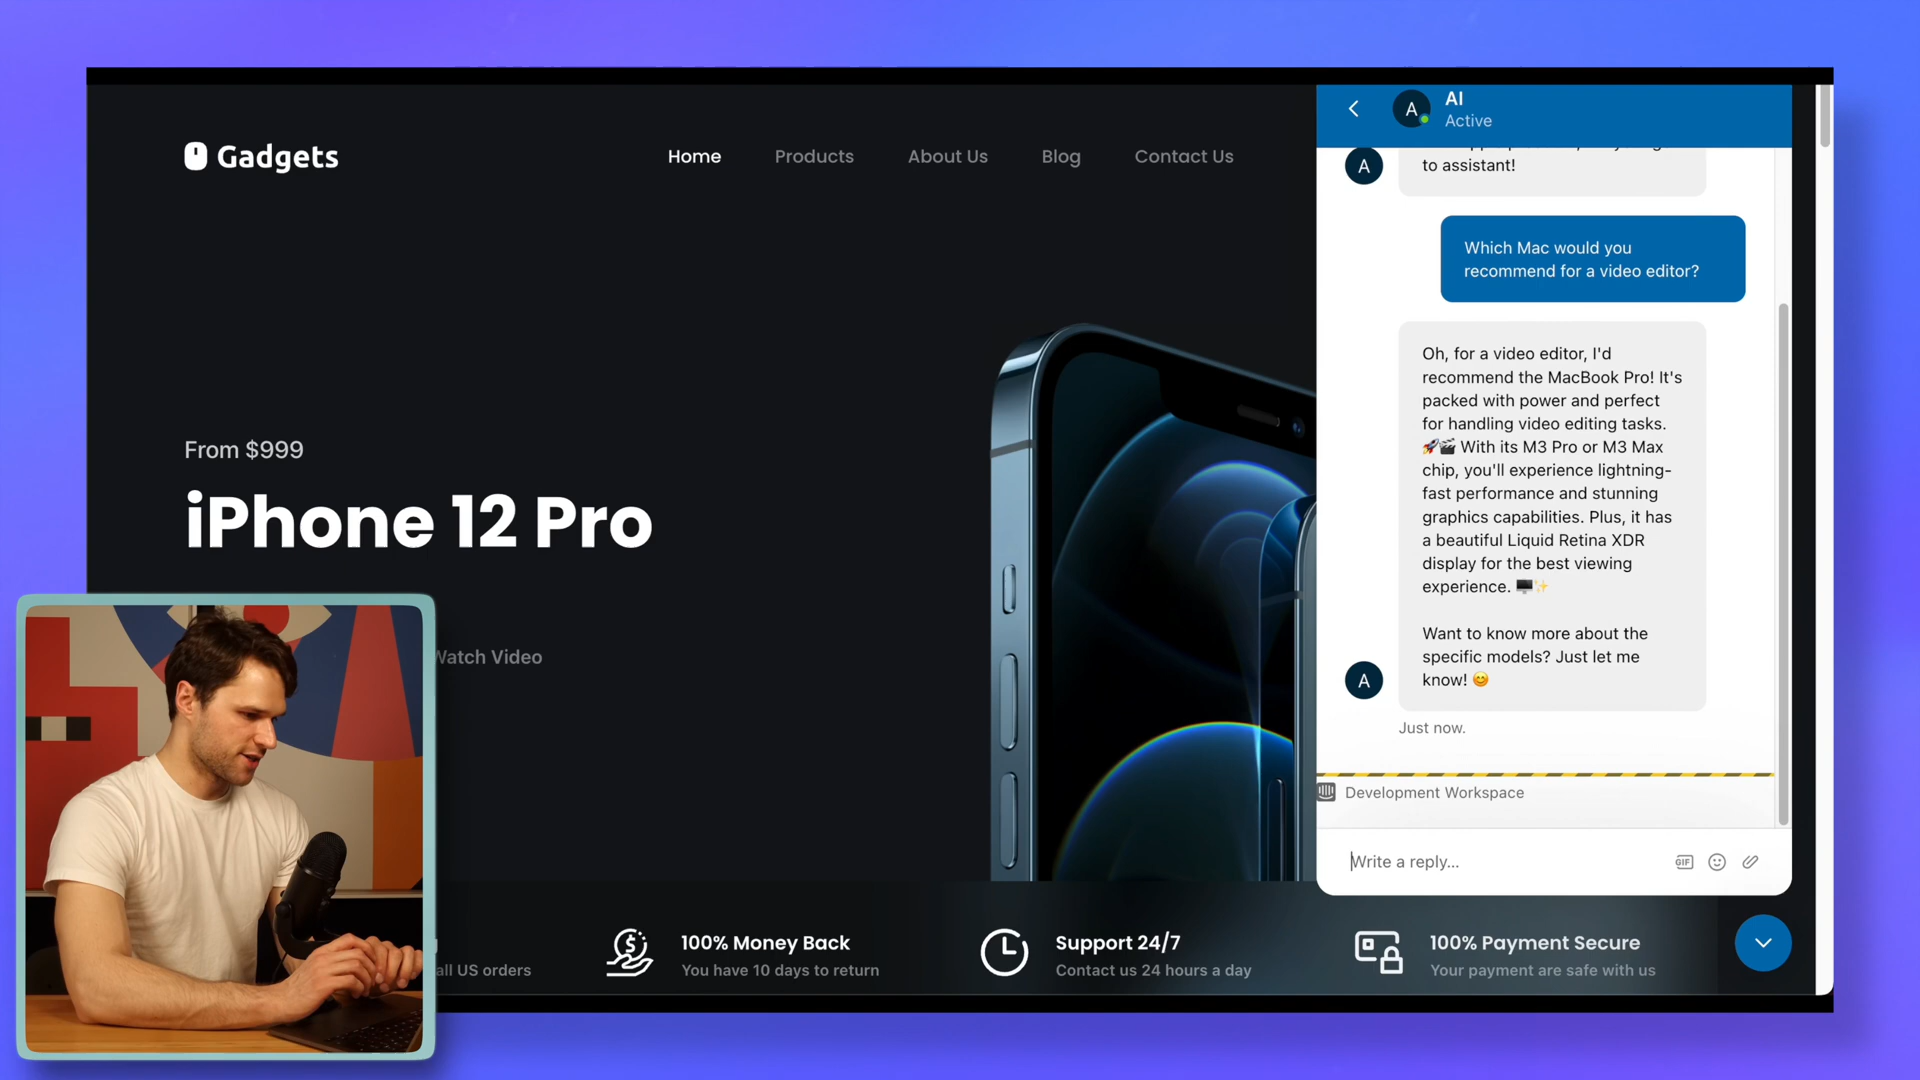 Gadgets
Home
Products
About Us
Blog
Contact Us
From $999
iPhone 12 Pro
Watch Video
all US orders
100% Money Back
You have 10 days to return
Support 24/7
Contact us 24 hours a day
100% Payment Secure
Your payment are safe with us
A
AI
Active
A
to assistant!
Which Mac would you
recommend for a video editor?
Oh, for a video editor, I'd
recommend the MacBook Pro! It's
packed with power and perfect
for handling video editing tasks.
🚀🎬 With its M3 Pro or M3 Max
chip, you'll experience lightning-
fast performance and stunning
graphics capabilities. Plus, it has
a beautiful Liquid Retina XDR
display for the best viewing
experience. 🖥️✨
Want to know more about the
specific models? Just let me
know! 😊
A
Just now.
Development Workspace
Write a reply...
GIF